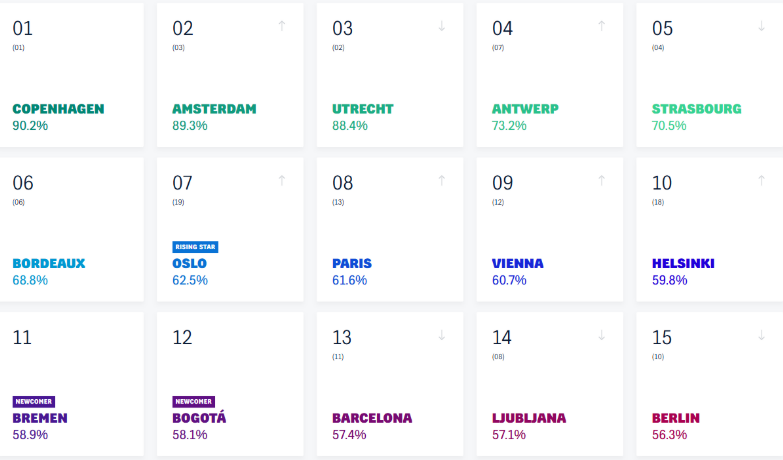 01
(01)
COPENHAGEN
90.2%
02
(03)
AMSTERDAM
89.3%
03
(02)
UTRECHT
88.4%
04
(07)
ANTWERP
73.2%
05
(04)
STRASBOURG
70.5%
06
(06)
BORDEAUX
68.8%
07
(19)
RISING STAR
OSLO
62.5%
08
(13)
PARIS
61.6%
09
(12)
VIENNA
60.7%
10
(18)
HELSINKI
59.8%
11
NEWCOMER
BREMEN
58.9%
12
NEWCOMER
BOGOTÁ
58.1%
13
(11)
BARCELONA
57.4%
14
(08)
LJUBLJANA
57.1%
15
(10)
BERLIN
56.3%